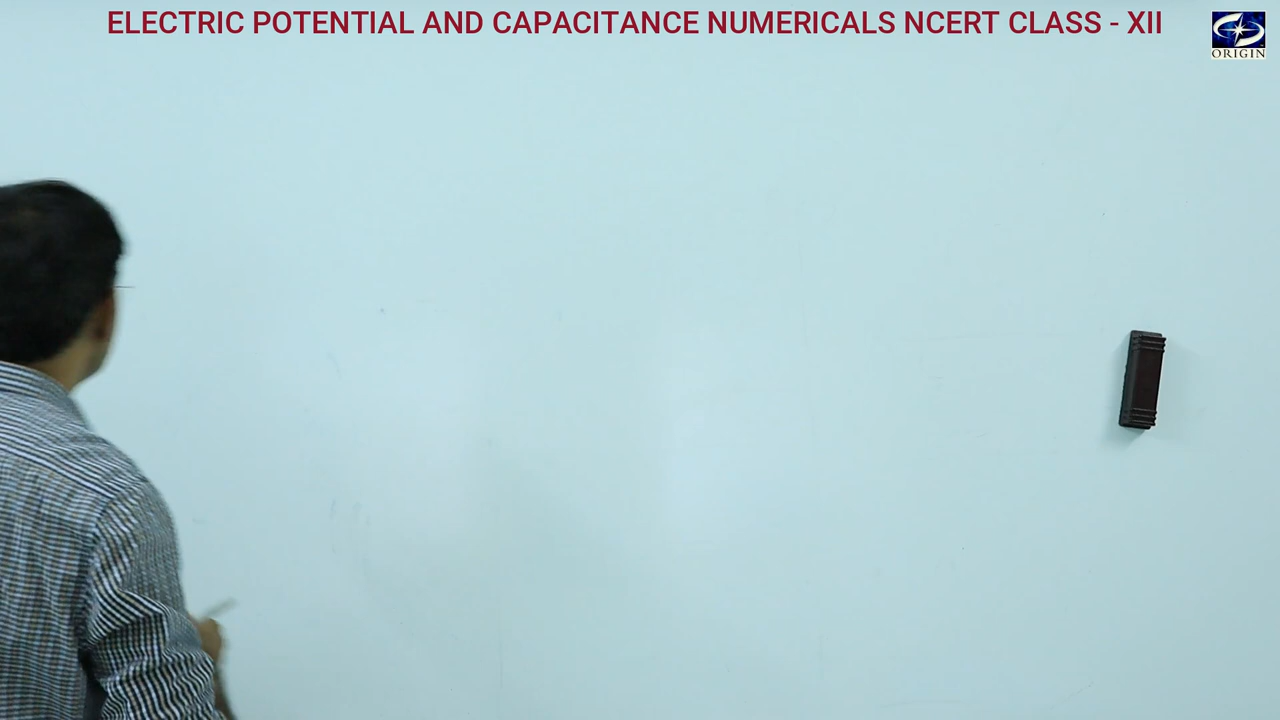 ELECTRIC POTENTIAL AND CAPACITANCE NUMERICALS NCERT CLASS - XII
ORIGIN